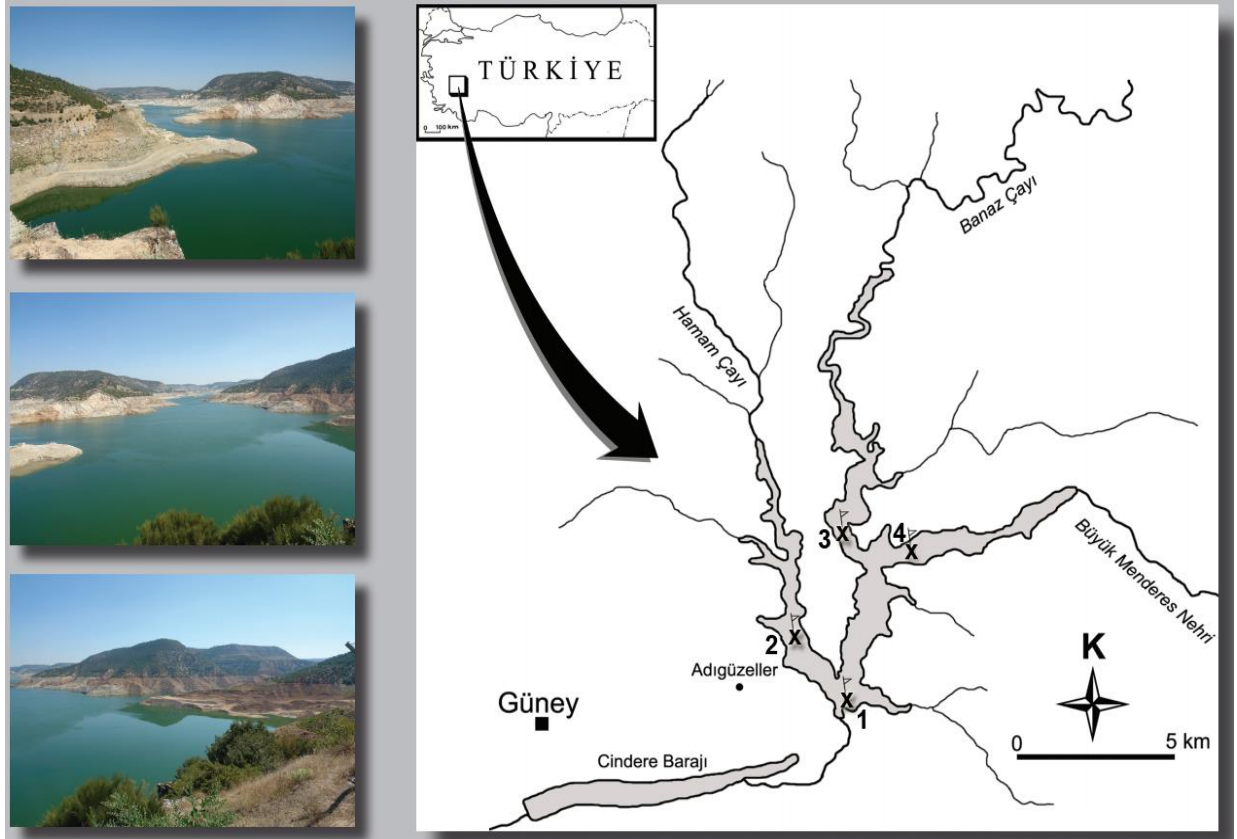 TÜRKİYE
0 100 km
Banaz Çayı
Hamam Çayı
3
4
Büyük Menderes Nehri
2
Adıgüzeller
K
Güney
1
0 5 km
Cindere Barajı